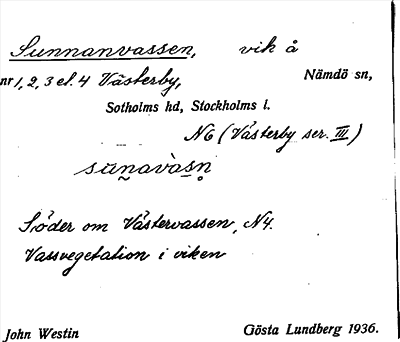 Sunnanvassen, vik å
nr 1, 2, 3 el. 4 Västerby, Nämdö sn,
Sotholms hd, Stockholms l.
N6 (Västerby ser. III)
sunavàsn̥
Söder om Västervassen, N4.
Vassvegetation i viken
John Westin Gösta Lundberg 1936.